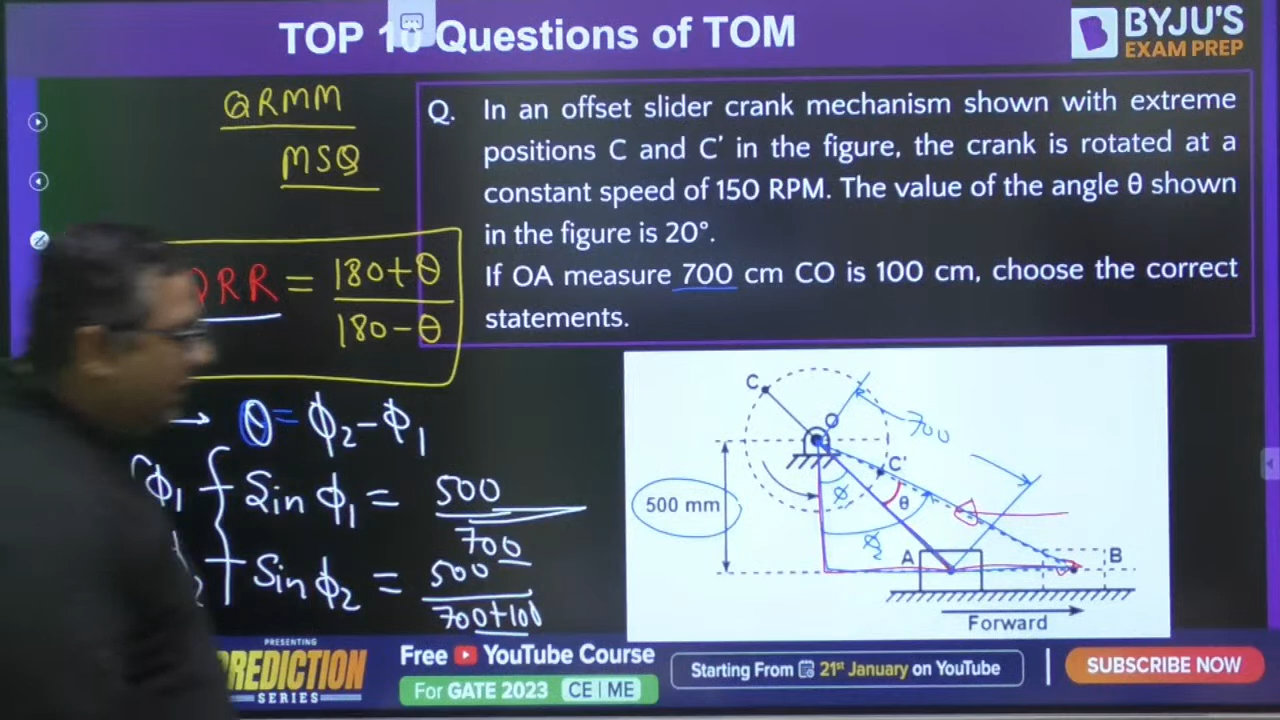 TOP 10 Questions of TOM
BYJU'S
EXAM PREP
QRMM
MSQ
Q. In an offset slider crank mechanism shown with extreme
positions C and C' in the figure, the crank is rotated at a
constant speed of 150 RPM. The value of the angle θ shown
in the figure is 20°.
If OA measure 700 cm CO is 100 cm, choose the correct
statements.
QRR = 180+θ
180-θ
→ θ = ϕ2 - ϕ1
ϕ1 Sin ϕ1 = 500
700
Sin ϕ2 = 500
700+100
C
O
700
C'
500 mm
ϕ
θ
ϕ2
A
B
Forward
PRESENTING
PREDICTION
SERIES
Free YouTube Course
For GATE 2023 CE | ME
Starting From 21st January on YouTube
SUBSCRIBE NOW